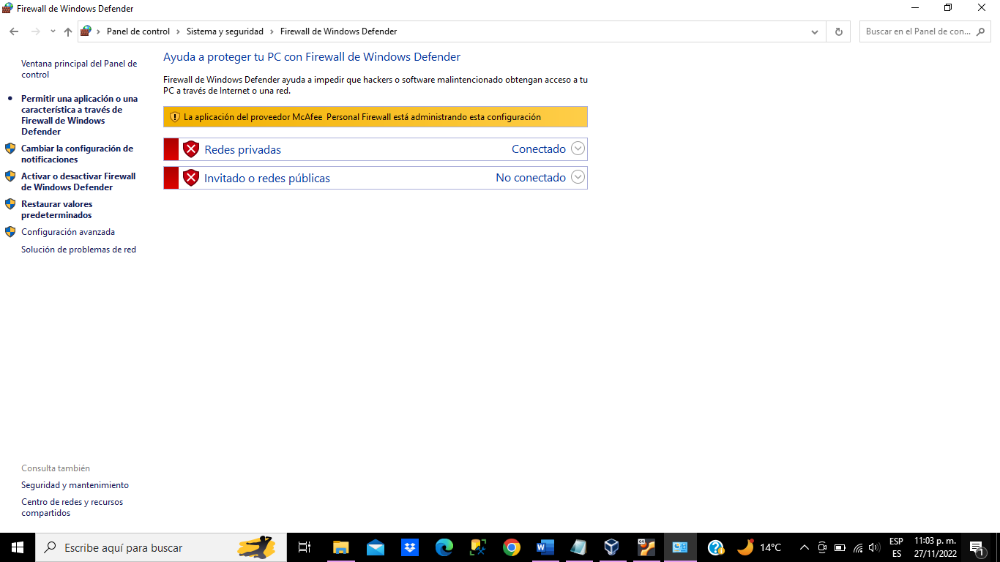 Firewall de Windows Defender
Panel de control
Sistema y seguridad
Firewall de Windows Defender
Buscar en el Panel de con...
Ventana principal del Panel de
control
Permitir una aplicación o una
característica a través de
Firewall de Windows
Defender
Cambiar la configuración de
notificaciones
Activar o desactivar Firewall
de Windows Defender
Restaurar valores
predeterminados
Configuración avanzada
Solución de problemas de red
Ayuda a proteger tu PC con Firewall de Windows Defender
Firewall de Windows Defender ayuda a impedir que hackers o software malintencionado obtengan acceso a tu
PC a través de Internet o una red.
La aplicación del proveedor McAfee  Personal Firewall está administrando esta configuración
Redes privadas
Conectado
Invitado o redes públicas
No conectado
Consulta también
Seguridad y mantenimiento
Centro de redes y recursos
compartidos
Escribe aquí para buscar
14°C
ESP
ES
11:03 p. m.
27/11/2022
1